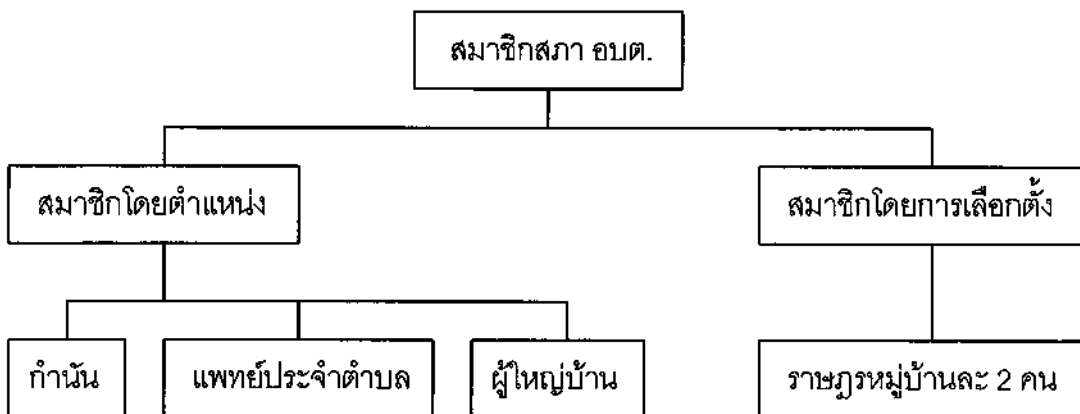 สมาชิกสภา อบต.
สมาชิกโดยตำแหน่ง
สมาชิกโดยการเลือกตั้ง
กำนัน
แพทย์ประจำตำบล
ผู้ใหญ่บ้าน
ราษฎรหมู่บ้านละ 2 คน